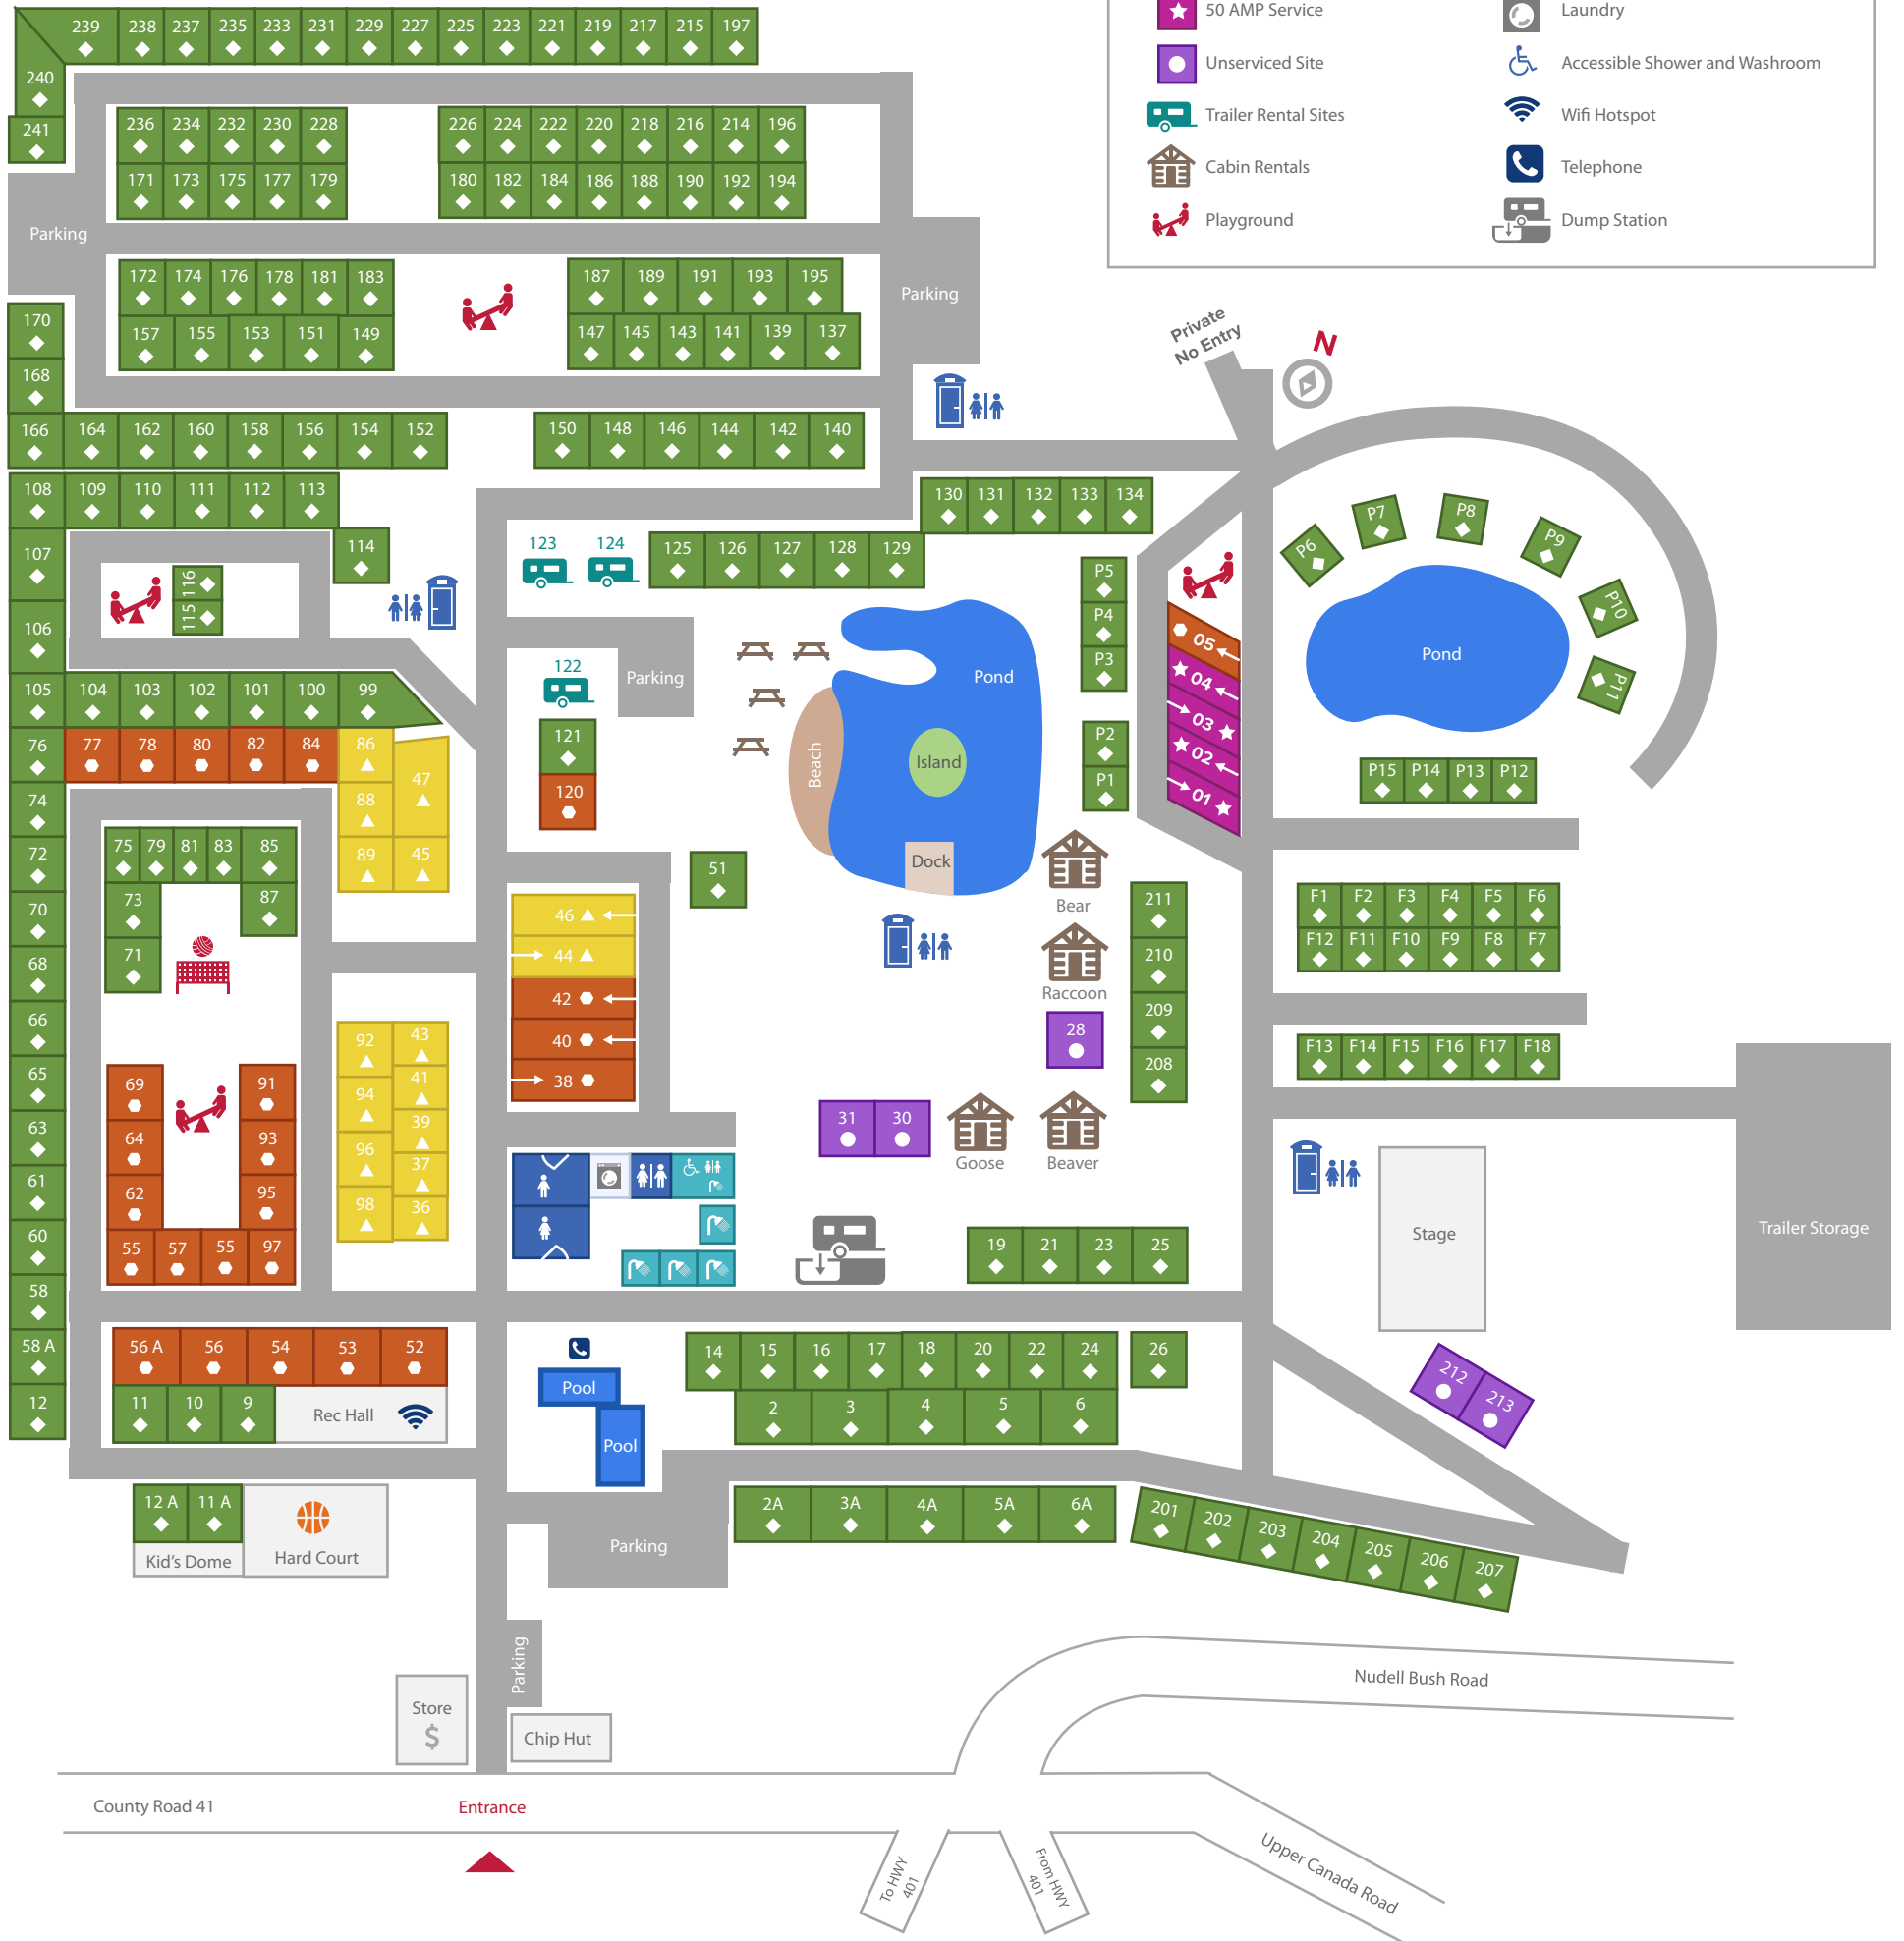 50 AMP Service
Laundry
Unserviced Site
Accessible Shower and Washroom
Trailer Rental Sites
Wifi Hotspot
Cabin Rentals
Telephone
Playground
Dump Station
239 238 237 235 233 231 229 227 225 223 221 219 217 215 197
240
241
236 234 232 230 228
226 224 222 220 218 216 214 196
171 173 175 177 179
180 182 184 186 188 190 192 194
Parking
172 174 176 178 181 183
187 189 191 193 195
Parking
157 155 153 151 149
147 145 143 141 139 137
170
168
166 164 162 160 158 156 154 152
150 148 146 144 142 140
Private
No Entry
N
108 109 110 111 112 113
130 131 132 133 134
107
114
123 124
125 126 127 128 129
116
115
106
105 104 103 102 101 100 99
122
Parking
Pond
Island
Beach
Dock
P5
P4
P3
P2
P1
05
04
03
02
01
P6
P7
P8
P9
P10
P11
Pond
P15 P14 P13 P12
76 77 78 80 82 84 86
47
121
120
74
88
72
75 79 81 83 85
89 45
51
70
73 87
68
71
46
44
42
40
38
Bear
Raccoon
28
211
210
209
208
F1 F2 F3 F4 F5 F6
F12 F11 F10 F9 F8 F7
F13 F14 F15 F16 F17 F18
66
65
63
61
60
58
58 A
12
69 91
64 93
62 95
55 57 55 97
92 43
94 41
39
96 37
98 36
31 30
Goose
Beaver
Stage
Trailer Storage
19 21 23 25
56 A 56 54 53 52
11 10 9
Rec Hall
Pool
Pool
14 15 16 17 18 20 22 24 26
2 3 4 5 6
212
213
12 A 11 A
Kid's Dome
Hard Court
Parking
2A 3A 4A 5A 6A
201 202 203 204 205 206 207
Parking
Store
$
Chip Hut
Nudell Bush Road
County Road 41
Entrance
To HWY
401
From HWY
401
Upper Canada Road